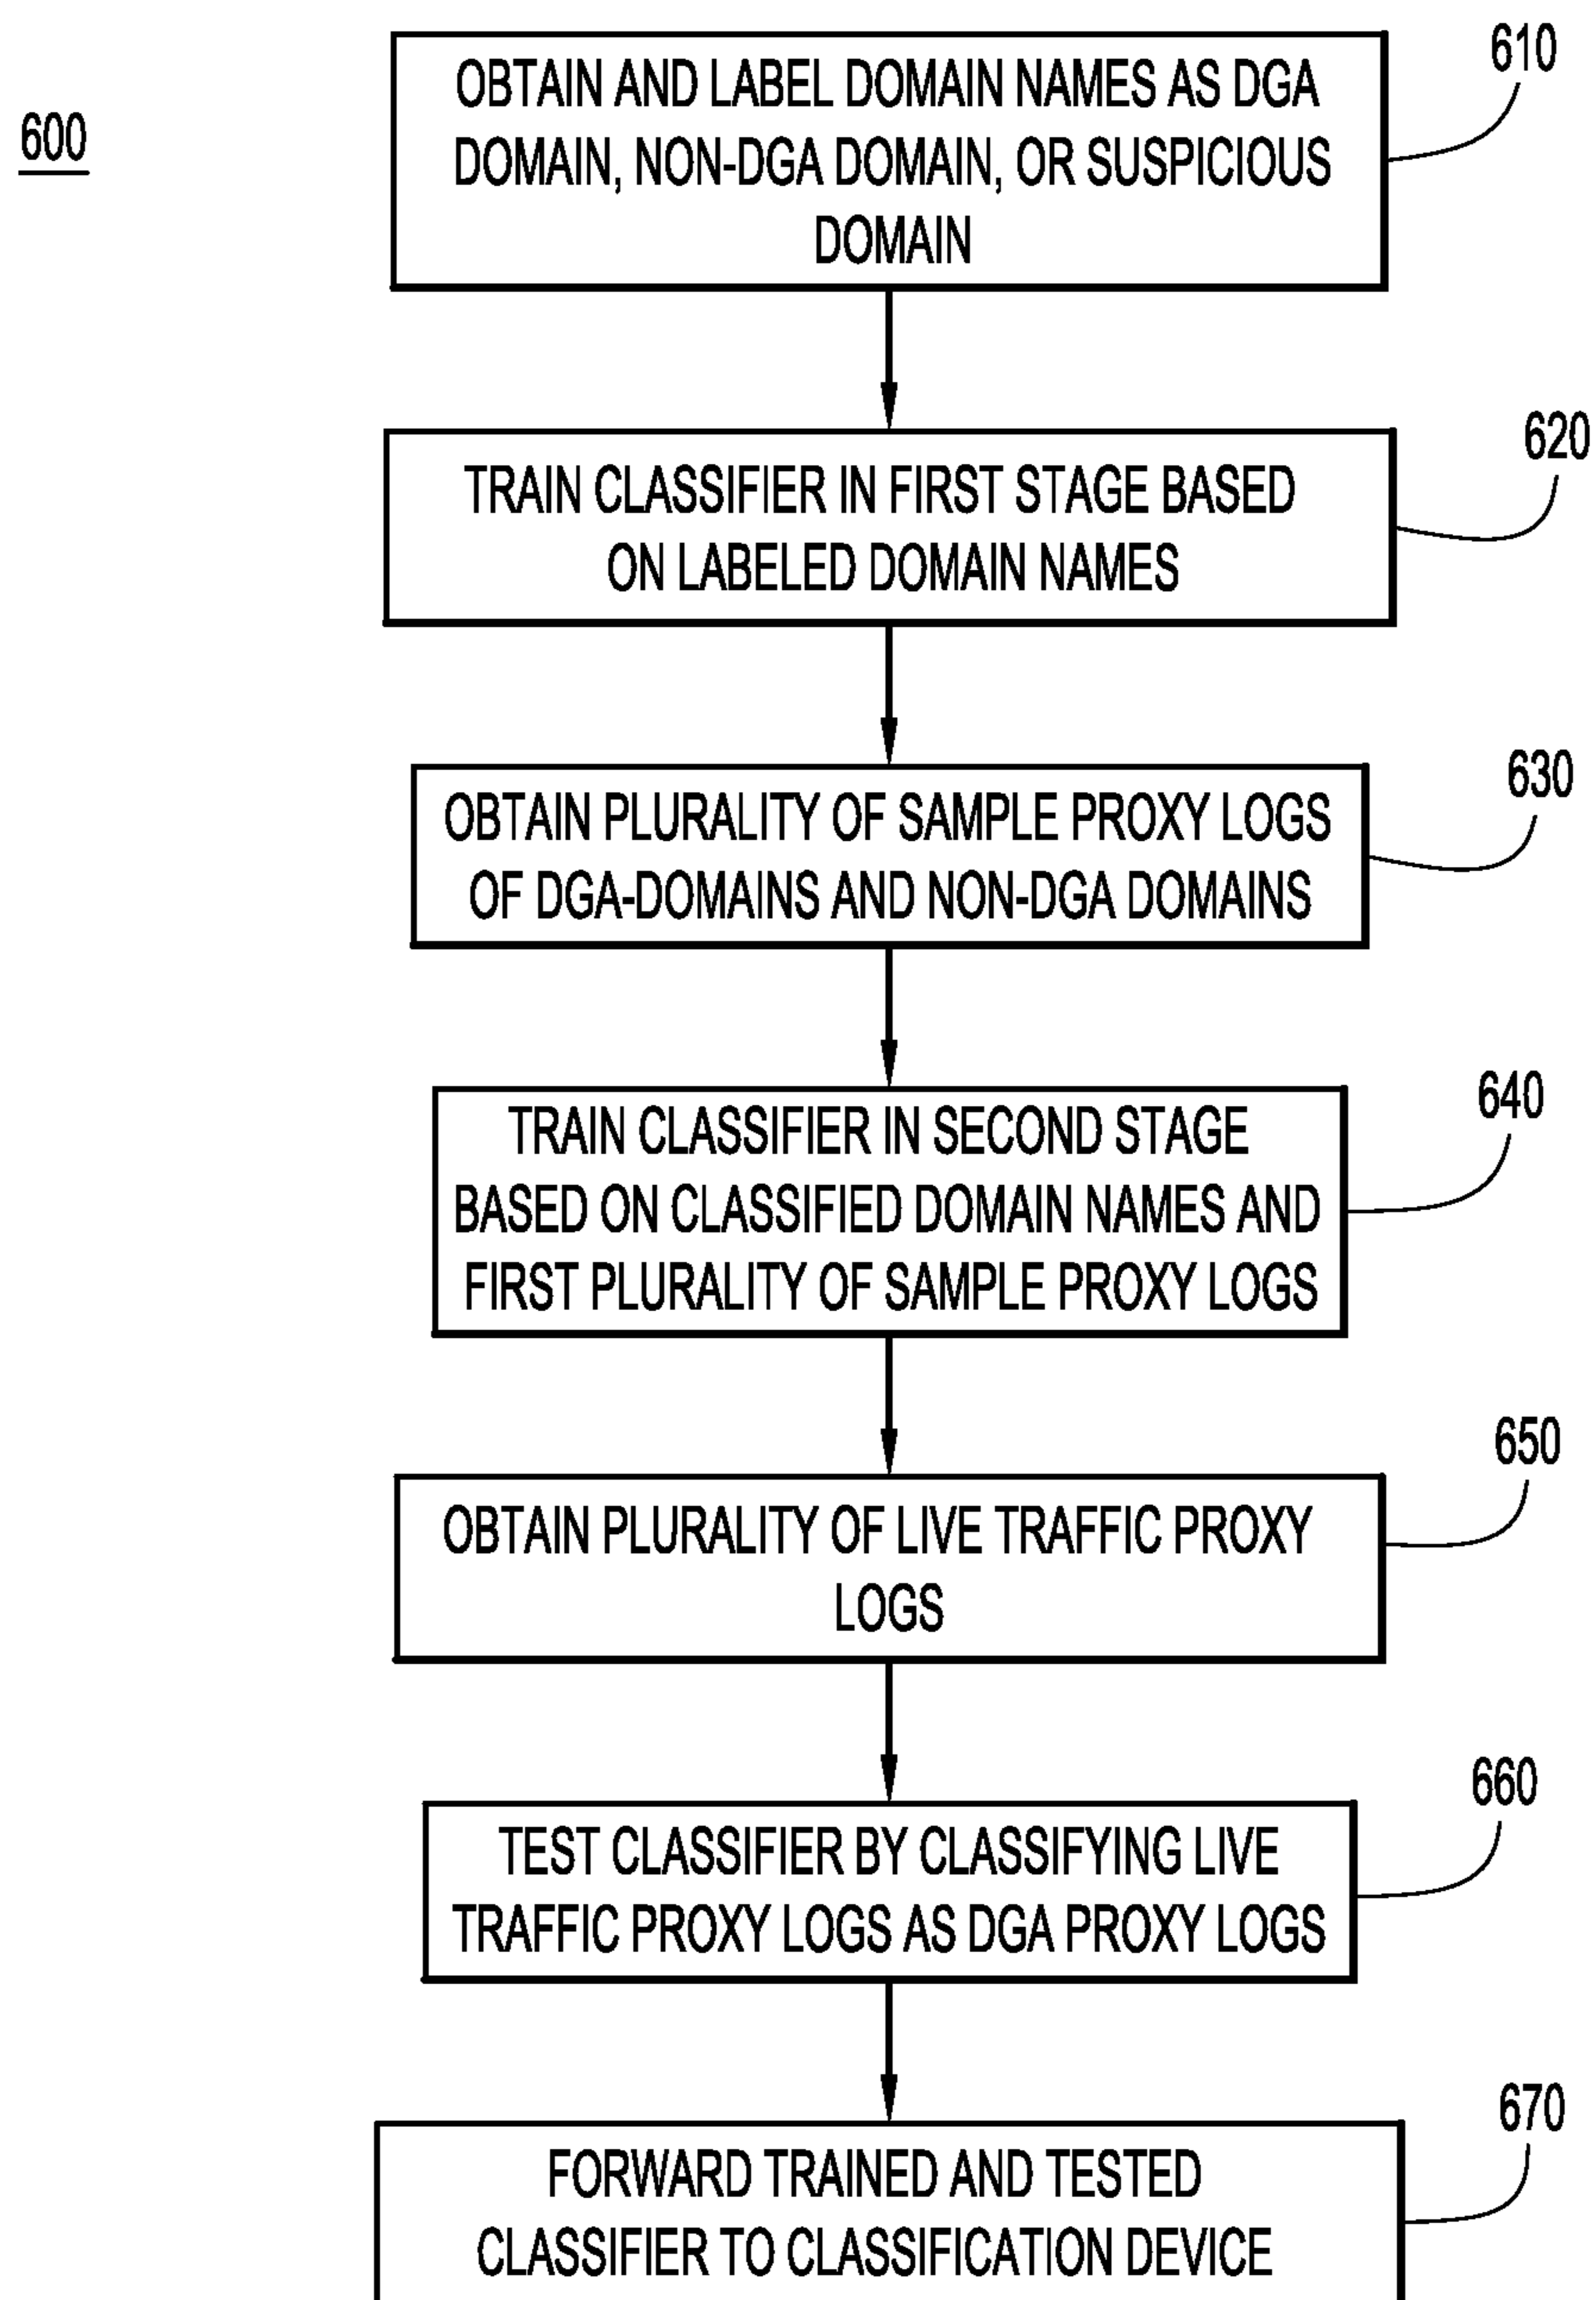 600
610
OBTAIN AND LABEL DOMAIN NAMES AS DGA
DOMAIN, NON-DGA DOMAIN, OR SUSPICIOUS
DOMAIN
620
TRAIN CLASSIFIER IN FIRST STAGE BASED
ON LABELED DOMAIN NAMES
630
OBTAIN PLURALITY OF SAMPLE PROXY LOGS
OF DGA-DOMAINS AND NON-DGA DOMAINS
640
TRAIN CLASSIFIER IN SECOND STAGE
BASED ON CLASSIFIED DOMAIN NAMES AND
FIRST PLURALITY OF SAMPLE PROXY LOGS
650
OBTAIN PLURALITY OF LIVE TRAFFIC PROXY
LOGS
660
TEST CLASSIFIER BY CLASSIFYING LIVE
TRAFFIC PROXY LOGS AS DGA PROXY LOGS
670
FORWARD TRAINED AND TESTED
CLASSIFIER TO CLASSIFICATION DEVICE